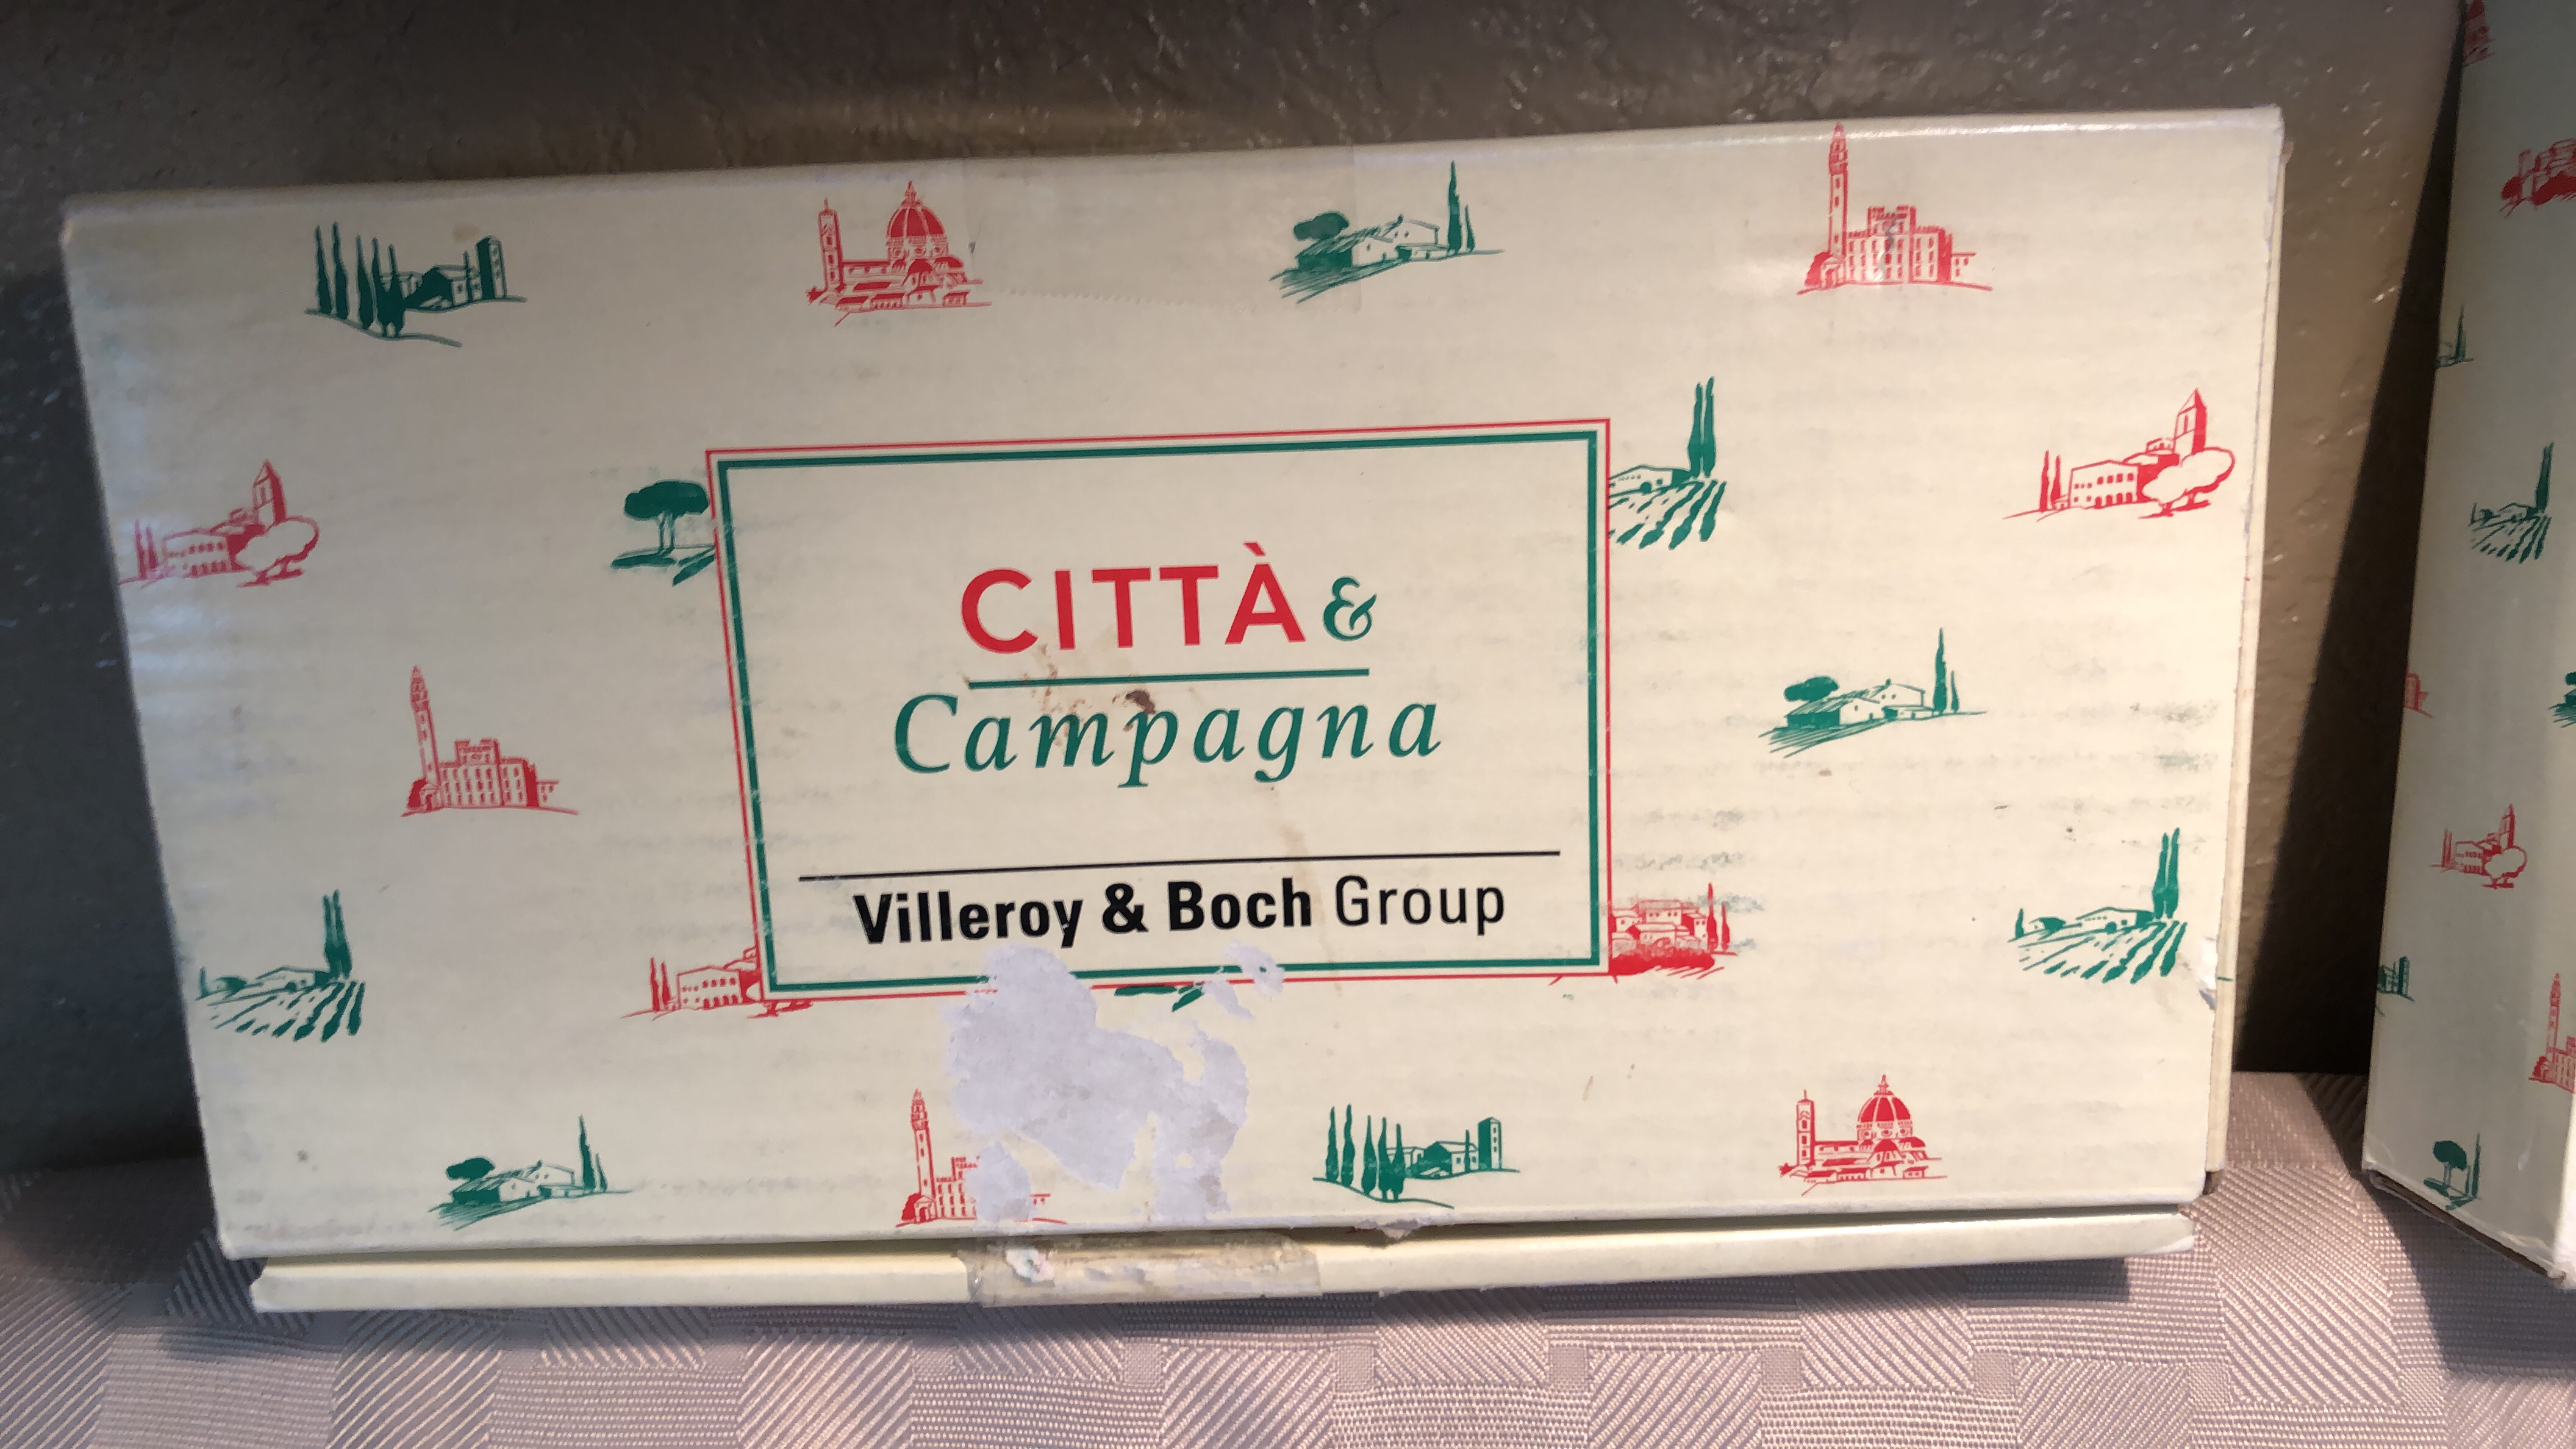 CITTÀ &
Campagna
Villeroy & Boch Group